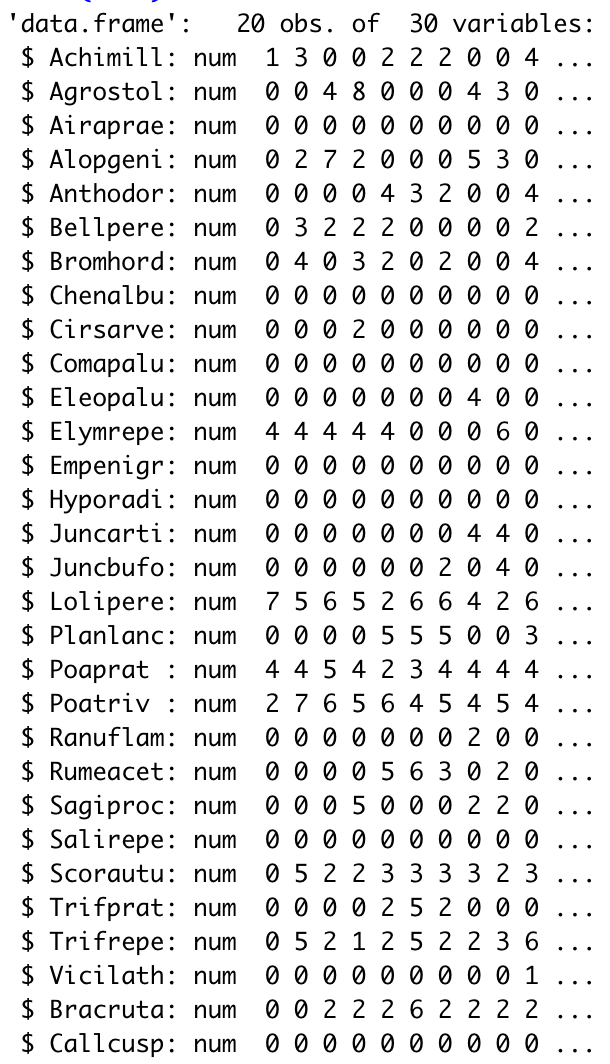 'data.frame':	20 obs. of  30 variables:
 $ Achimill: num  1 3 0 0 2 2 2 0 0 4 ...
 $ Agrostol: num  0 0 4 8 0 0 0 4 3 0 ...
 $ Airaprae: num  0 0 0 0 0 0 0 0 0 0 ...
 $ Alopgeni: num  0 2 7 2 0 0 0 5 3 0 ...
 $ Anthodor: num  0 0 0 0 4 3 2 0 0 4 ...
 $ Bellpere: num  0 3 2 2 2 0 0 0 0 2 ...
 $ Bromhord: num  0 4 0 3 2 0 2 0 0 4 ...
 $ Chenalbu: num  0 0 0 0 0 0 0 0 0 0 ...
 $ Cirsarve: num  0 0 0 2 0 0 0 0 0 0 ...
 $ Comapalu: num  0 0 0 0 0 0 0 0 0 0 ...
 $ Eleopalu: num  0 0 0 0 0 0 0 4 0 0 ...
 $ Elymrepe: num  4 4 4 4 4 0 0 0 6 0 ...
 $ Empenigr: num  0 0 0 0 0 0 0 0 0 0 ...
 $ Hyporadi: num  0 0 0 0 0 0 0 0 0 0 ...
 $ Juncarti: num  0 0 0 0 0 0 0 4 4 0 ...
 $ Juncbufo: num  0 0 0 0 0 0 2 0 4 0 ...
 $ Lolipere: num  7 5 6 5 2 6 6 4 2 6 ...
 $ Planlanc: num  0 0 0 0 5 5 5 0 0 3 ...
 $ Poaprat : num  4 4 5 4 2 3 4 4 4 4 ...
 $ Poatriv : num  2 7 6 5 6 4 5 4 5 4 ...
 $ Ranuflam: num  0 0 0 0 0 0 0 2 0 0 ...
 $ Rumeacet: num  0 0 0 0 5 6 3 0 2 0 ...
 $ Sagiproc: num  0 0 0 5 0 0 0 2 2 0 ...
 $ Salirepe: num  0 0 0 0 0 0 0 0 0 0 ...
 $ Scorautu: num  0 5 2 2 3 3 3 3 2 3 ...
 $ Trifprat: num  0 0 0 0 2 5 2 0 0 0 ...
 $ Trifrepe: num  0 5 2 1 2 5 2 2 3 6 ...
 $ Vicilath: num  0 0 0 0 0 0 0 0 0 1 ...
 $ Bracruta: num  0 0 2 2 2 6 2 2 2 2 ...
 $ Callcusp: num  0 0 0 0 0 0 0 0 0 0 ...